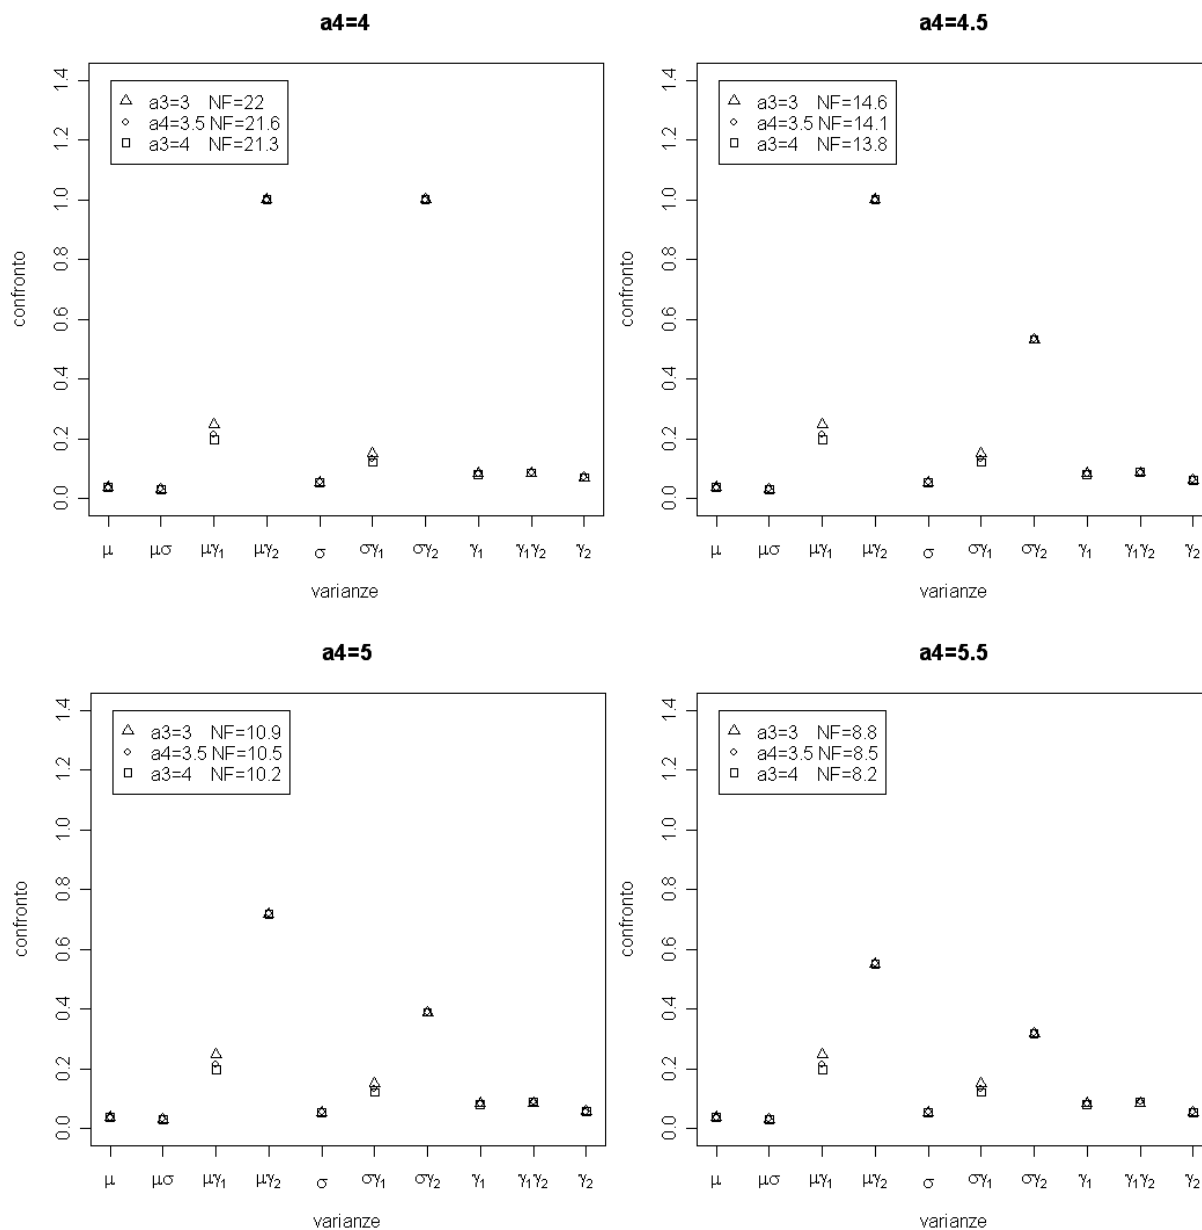 a4=4
a3=3 NF=22
a4=3.5 NF=21.6
a3=4 NF=21.3
confronto
1.4
1.2
1.0
0.8
0.6
0.4
0.2
0.0
μ μσ μγ₁ μγ₂ σ σγ₁ σγ₂ γ₁ γ₁γ₂ γ₂
varianze
a4=4.5
a3=3 NF=14.6
a4=3.5 NF=14.1
a3=4 NF=13.8
confronto
1.4
1.2
1.0
0.8
0.6
0.4
0.2
0.0
μ μσ μγ₁ μγ₂ σ σγ₁ σγ₂ γ₁ γ₁γ₂ γ₂
varianze
a4=5
a3=3 NF=10.9
a4=3.5 NF=10.5
a3=4 NF=10.2
confronto
1.4
1.2
1.0
0.8
0.6
0.4
0.2
0.0
μ μσ μγ₁ μγ₂ σ σγ₁ σγ₂ γ₁ γ₁γ₂ γ₂
varianze
a4=5.5
a3=3 NF=8.8
a4=3.5 NF=8.5
a3=4 NF=8.2
confronto
1.4
1.2
1.0
0.8
0.6
0.4
0.2
0.0
μ μσ μγ₁ μγ₂ σ σγ₁ σγ₂ γ₁ γ₁γ₂ γ₂
varianze